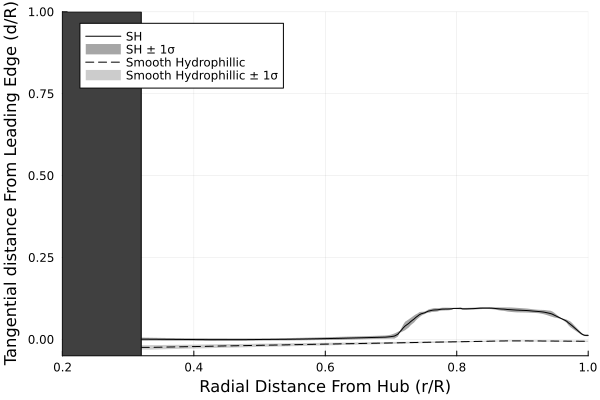 1.00
0.75
0.50
0.25
0.00
Tangential distance From Leading Edge (d/R)
SH
SH ± 1σ
Smooth Hydrophillic
Smooth Hydrophillic ± 1σ
0.2 0.4 0.6 0.8 1.0
Radial Distance From Hub (r/R)